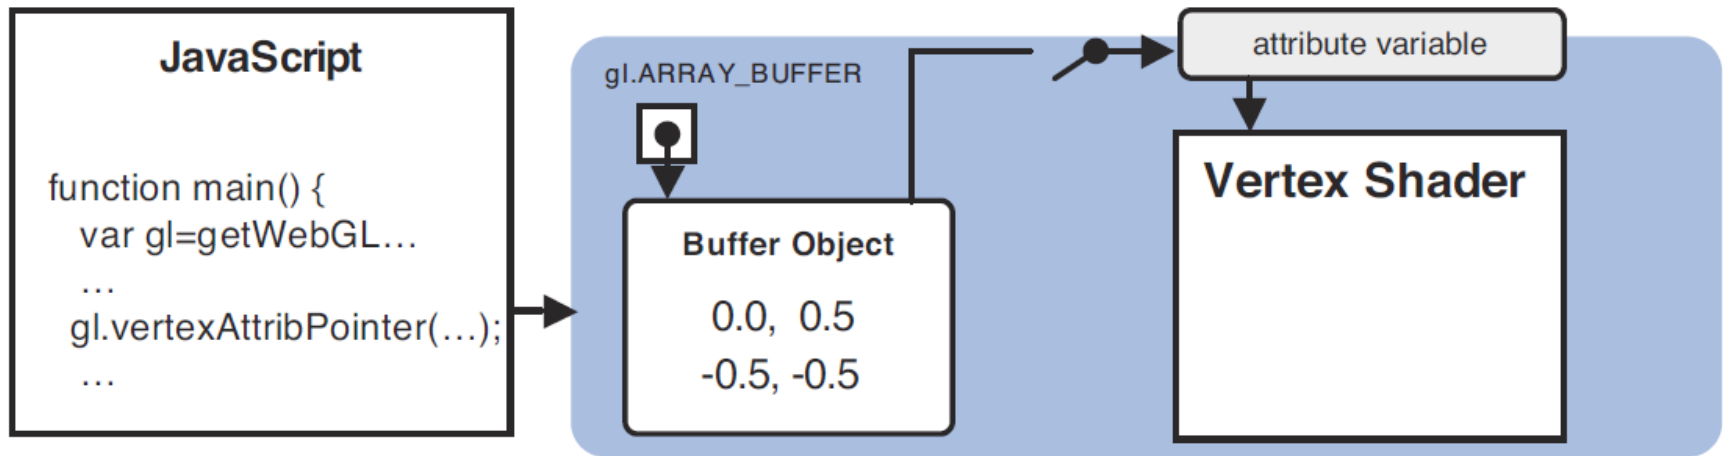 JavaScript
function main() {
var gl=getWebGL…
…
gl.vertexAttribPointer(…);
…
gl.ARRAY_BUFFER
Buffer Object
0.0, 0.5
-0.5, -0.5
attribute variable
Vertex Shader